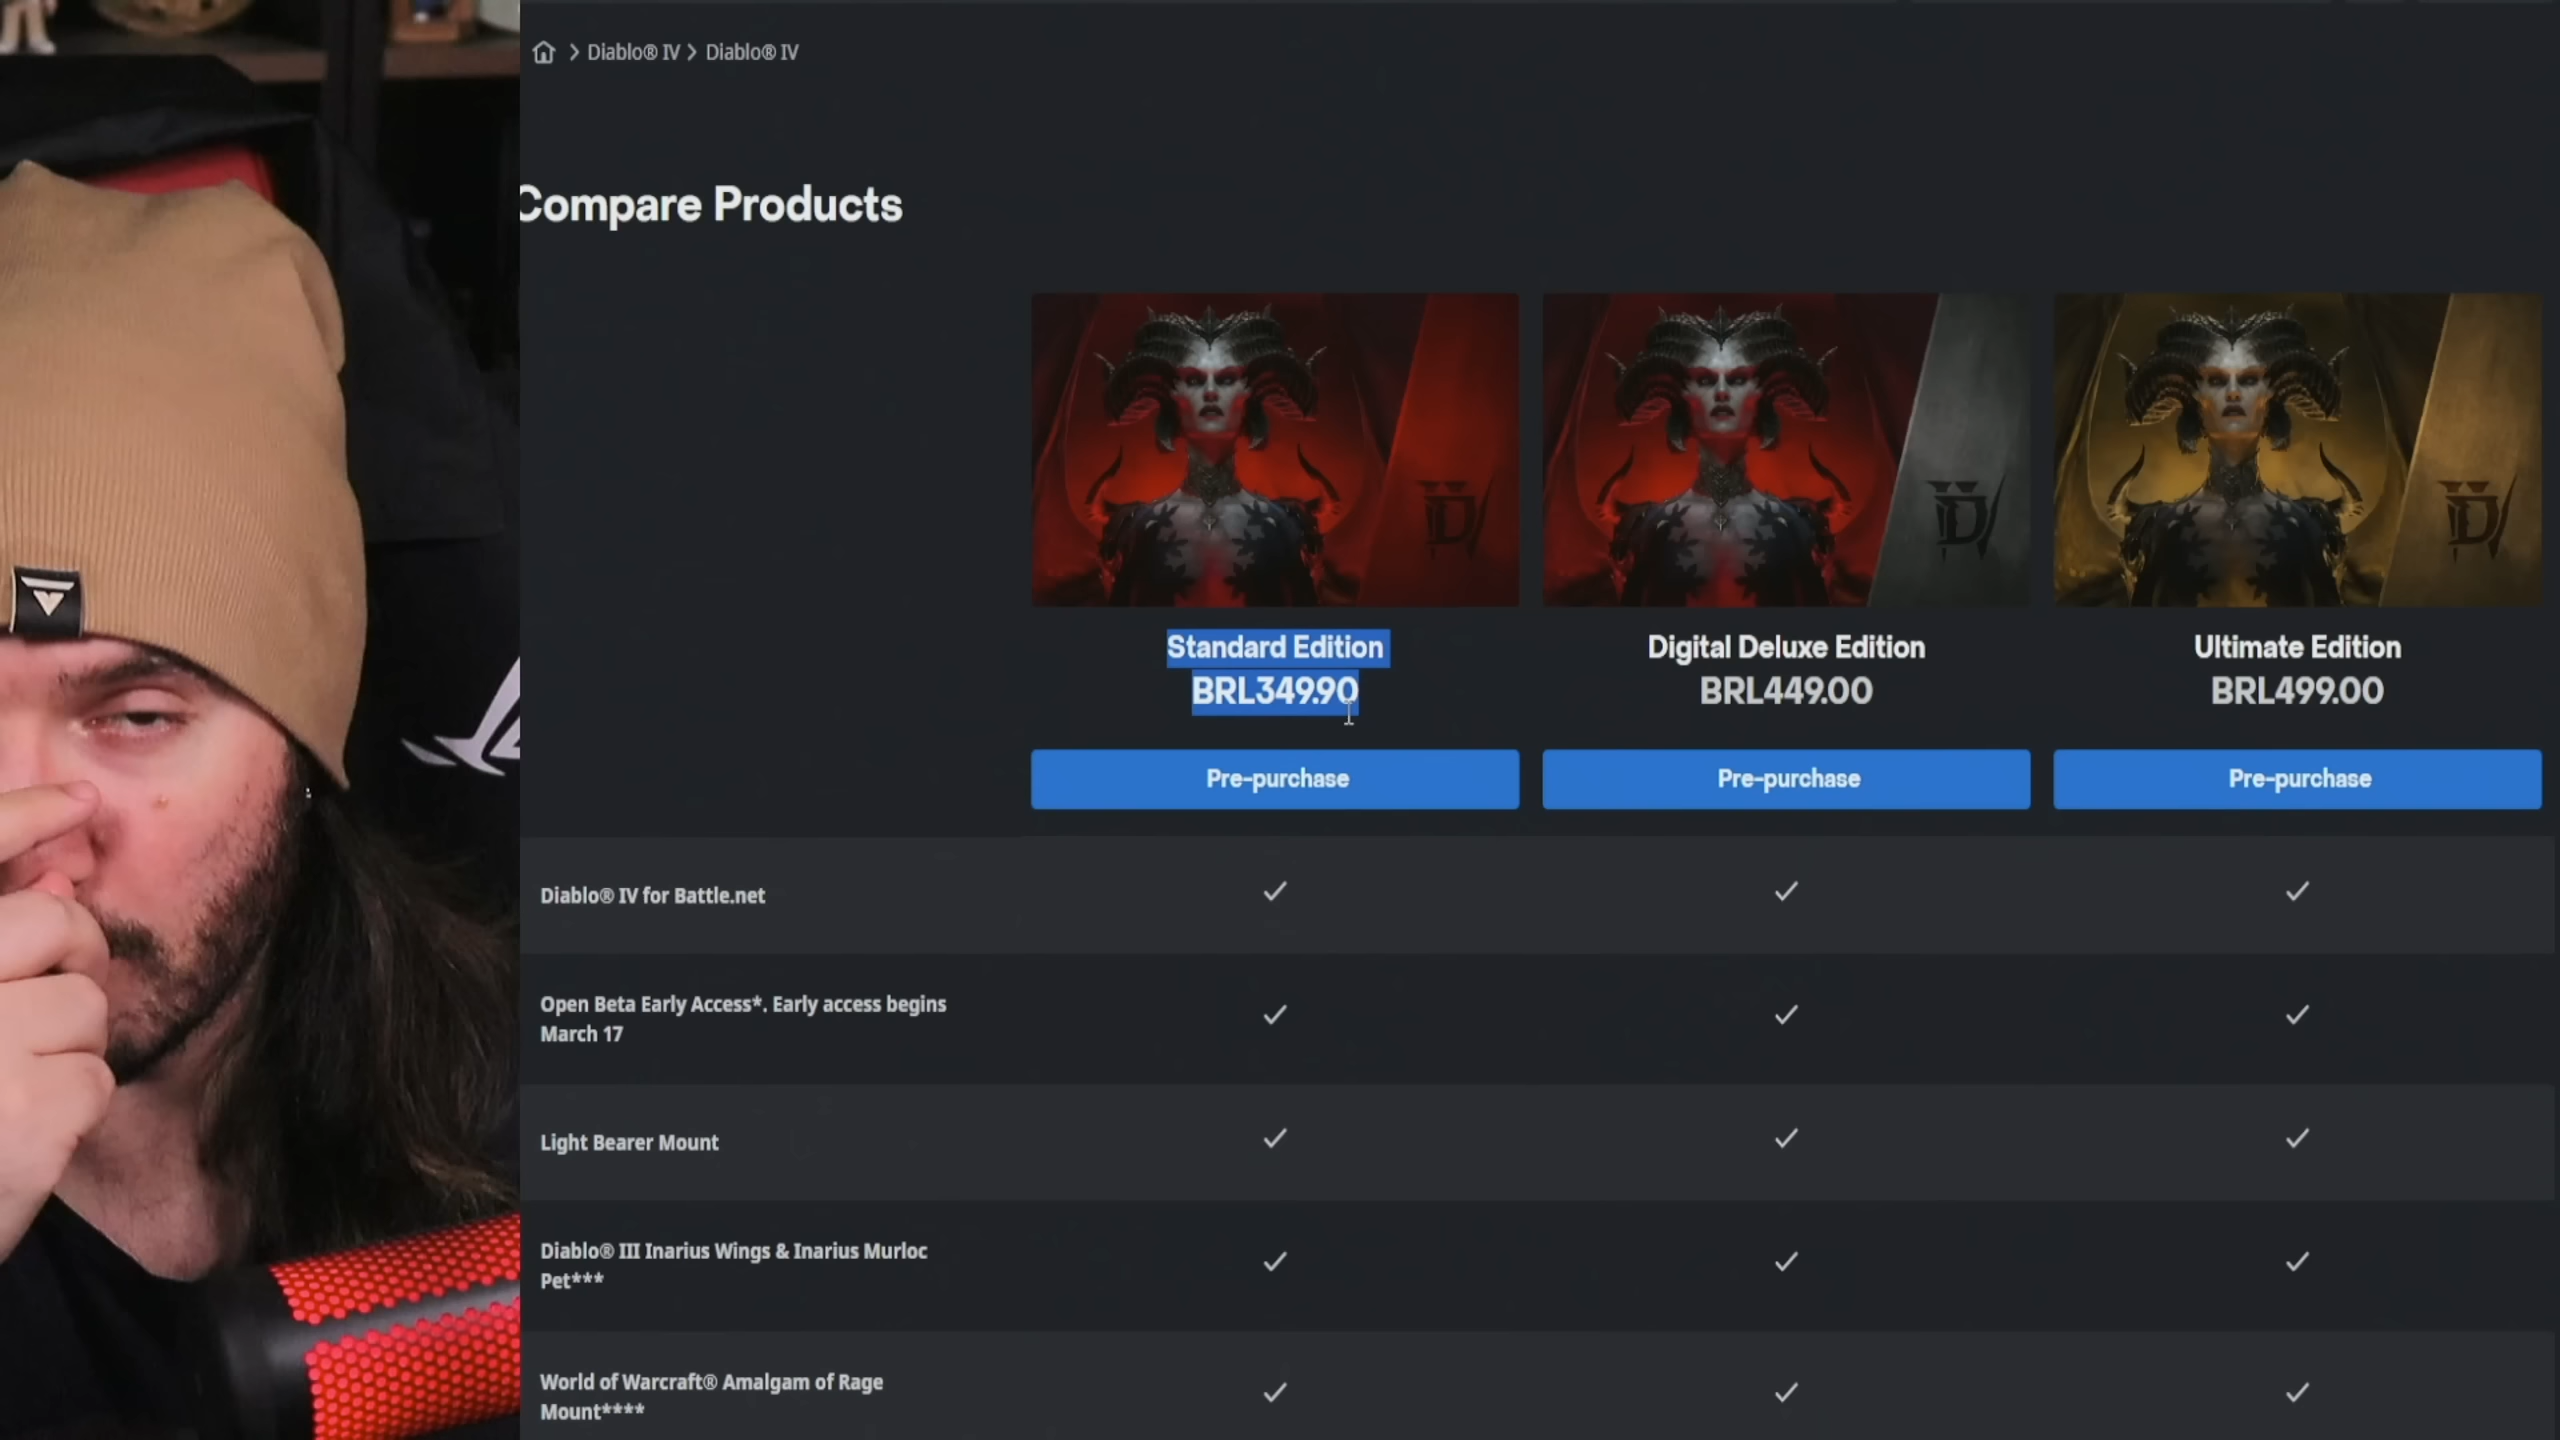 Diablo® IV > Diablo® IV
Compare Products
Standard Edition
BRL349.90
Pre-purchase
Digital Deluxe Edition
BRL449.00
Pre-purchase
Ultimate Edition
BRL499.00
Pre-purchase
Diablo® IV for Battle.net
Open Beta Early Access*. Early access begins
March 17
Light Bearer Mount
Diablo® III Inarius Wings & Inarius Murloc
Pet***
World of Warcraft® Amalgam of Rage
Mount****